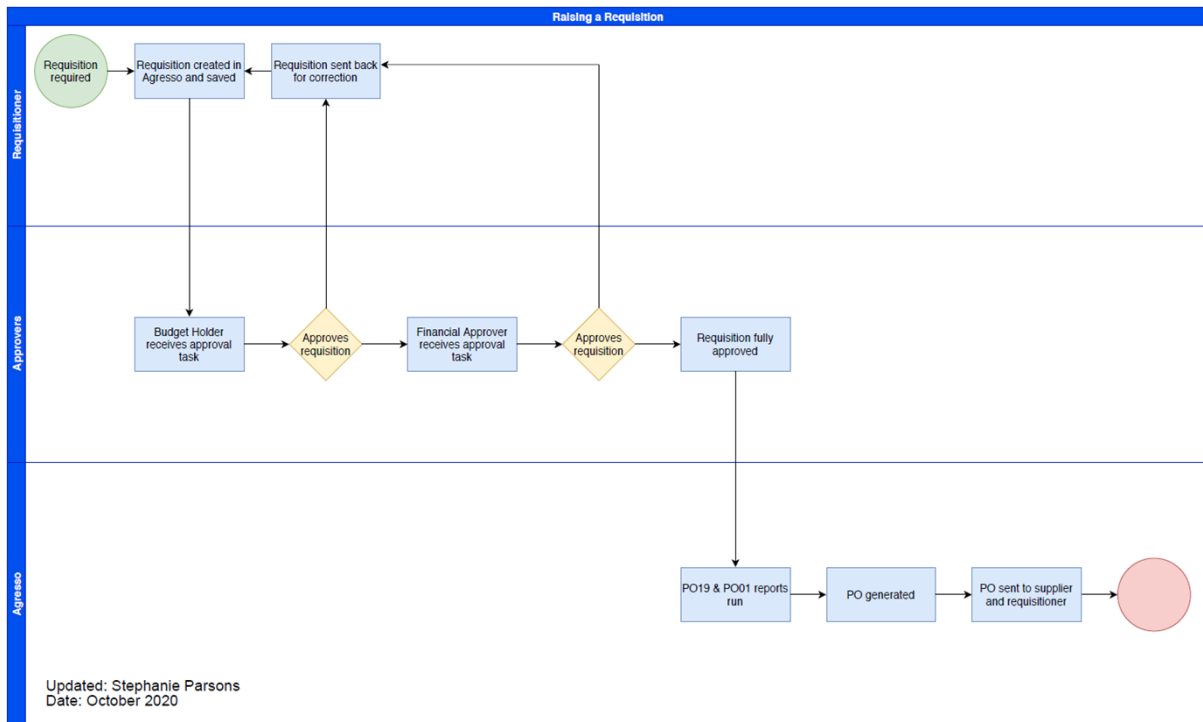 Raising a Requisition
Requisitioner
Requisition
required
Requisition created in
Agresso and saved
Requisition sent back
for correction
Approvers
Budget Holder
receives approval
task
Approves
requisition
Financial Approver
receives approval
task
Approves
requisition
Requisition fully
approved
Agresso
PO19 & PO01 reports
run
PO generated
PO sent to supplier
and requisitioner
Updated: Stephanie Parsons
Date: October 2020